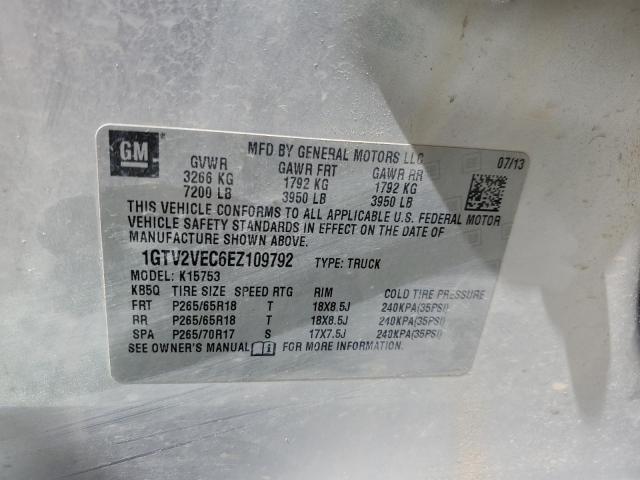 GM
MFD BY GENERAL MOTORS LLC 07/13
GVWR GAWR FRT GAWR RR
3266 KG 1792 KG 1792 KG
7200 LB 3950 LB 3950 LB
THIS VEHICLE CONFORMS TO ALL APPLICABLE U.S. FEDERAL MOTOR
VEHICLE SAFETY STANDARDS IN EFFECT ON THE DATE OF
MANUFACTURE SHOWN ABOVE.
1GTV2VEC6EZ109792 TYPE: TRUCK
MODEL: K15753
KB5Q TIRE SIZE SPEED RTG RIM COLD TIRE PRESSURE
FRT P265/65R18 T 18X8.5J 240KPA(35PSI)
RR P265/65R18 T 18X8.5J 240KPA(35PSI)
SPA P265/70R17 S 17X7.5J 240KPA(35PSI)
SEE OWNER'S MANUAL FOR MORE INFORMATION.